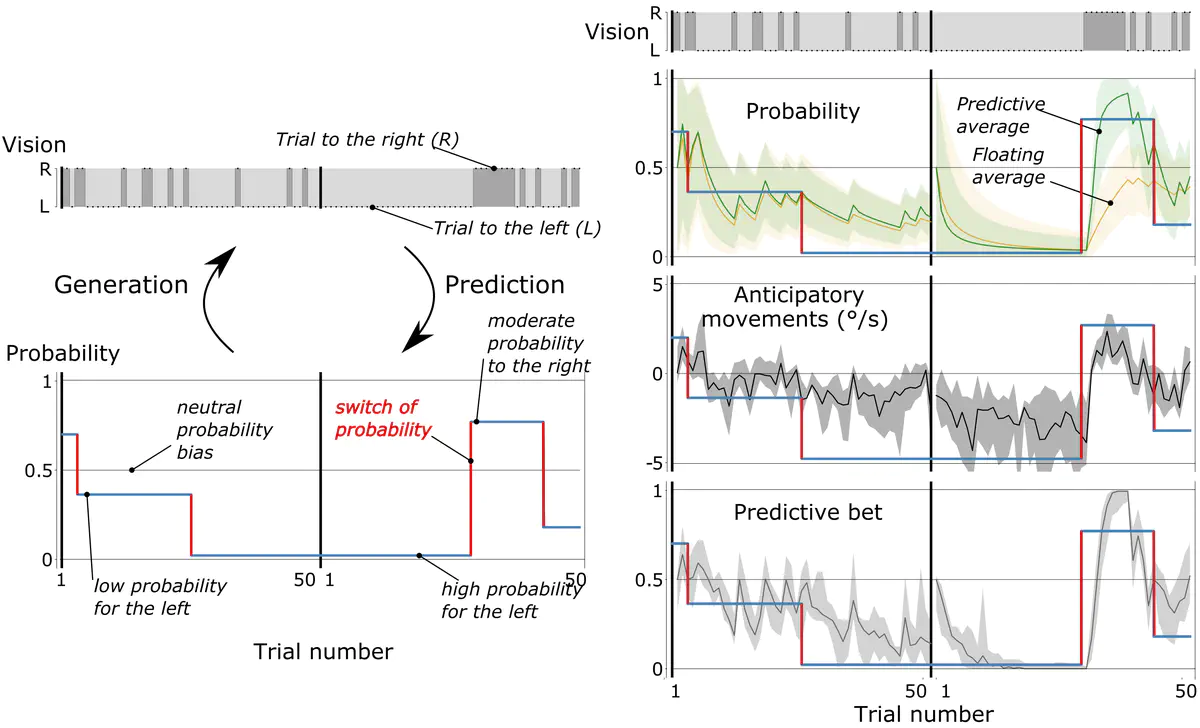 Vision
R
L
Trial to the right (R)
Trial to the left (L)
Generation
Prediction
Probability
1
0.5
0
neutral
probability
bias
switch of
probability
moderate
probability
to the right
low probability
for the left
high probability
for the left
1
50
1
50
Trial number
Vision
R
L
1
0.5
0
Probability
Predictive
average
Floating
average
5
0
-5
Anticipatory
movements (°/s)
1
0.5
0
Predictive bet
1
50
1
50
Trial number